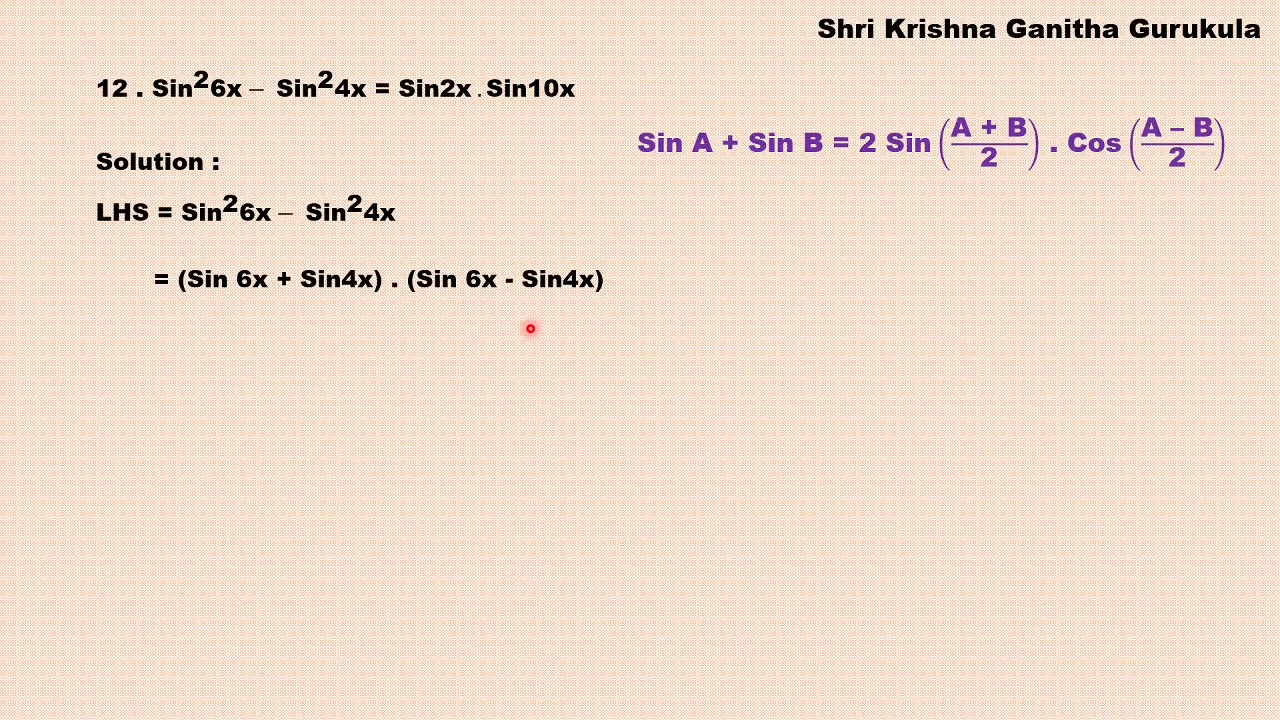 Shri Krishna Ganitha Gurukula
12 . Sin²6x – Sin²4x = Sin2x . Sin10x
Sin A + Sin B = 2 Sin (A + B / 2) . Cos (A – B / 2)
Solution :
LHS = Sin²6x – Sin²4x
= (Sin 6x + Sin4x) . (Sin 6x - Sin4x)